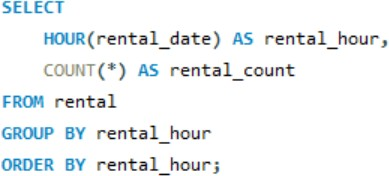 SELECT
HOUR(rental_date) AS rental_hour,
COUNT(*) AS rental_count
FROM rental
GROUP BY rental_hour
ORDER BY rental_hour;